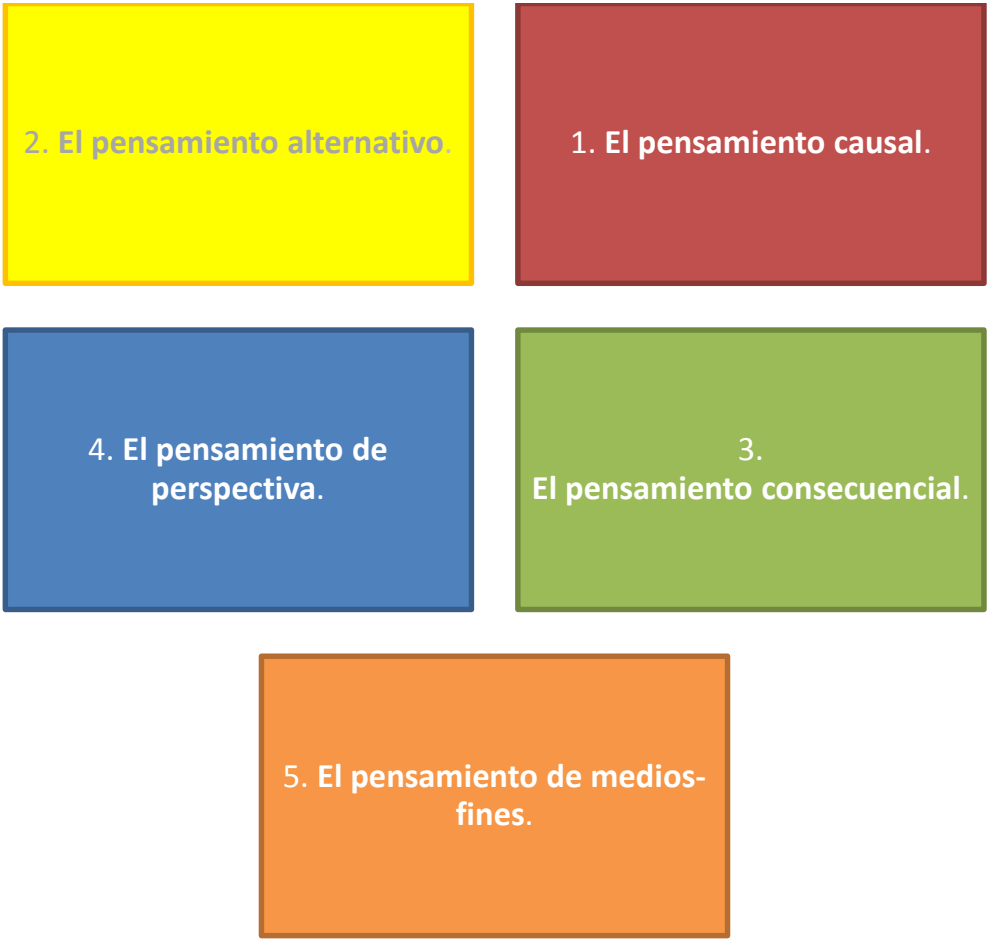 2. El pensamiento alternativo.
1. El pensamiento causal.
4. El pensamiento de
perspectiva.
3.
El pensamiento consecuencial.
5. El pensamiento de medios-
fines.